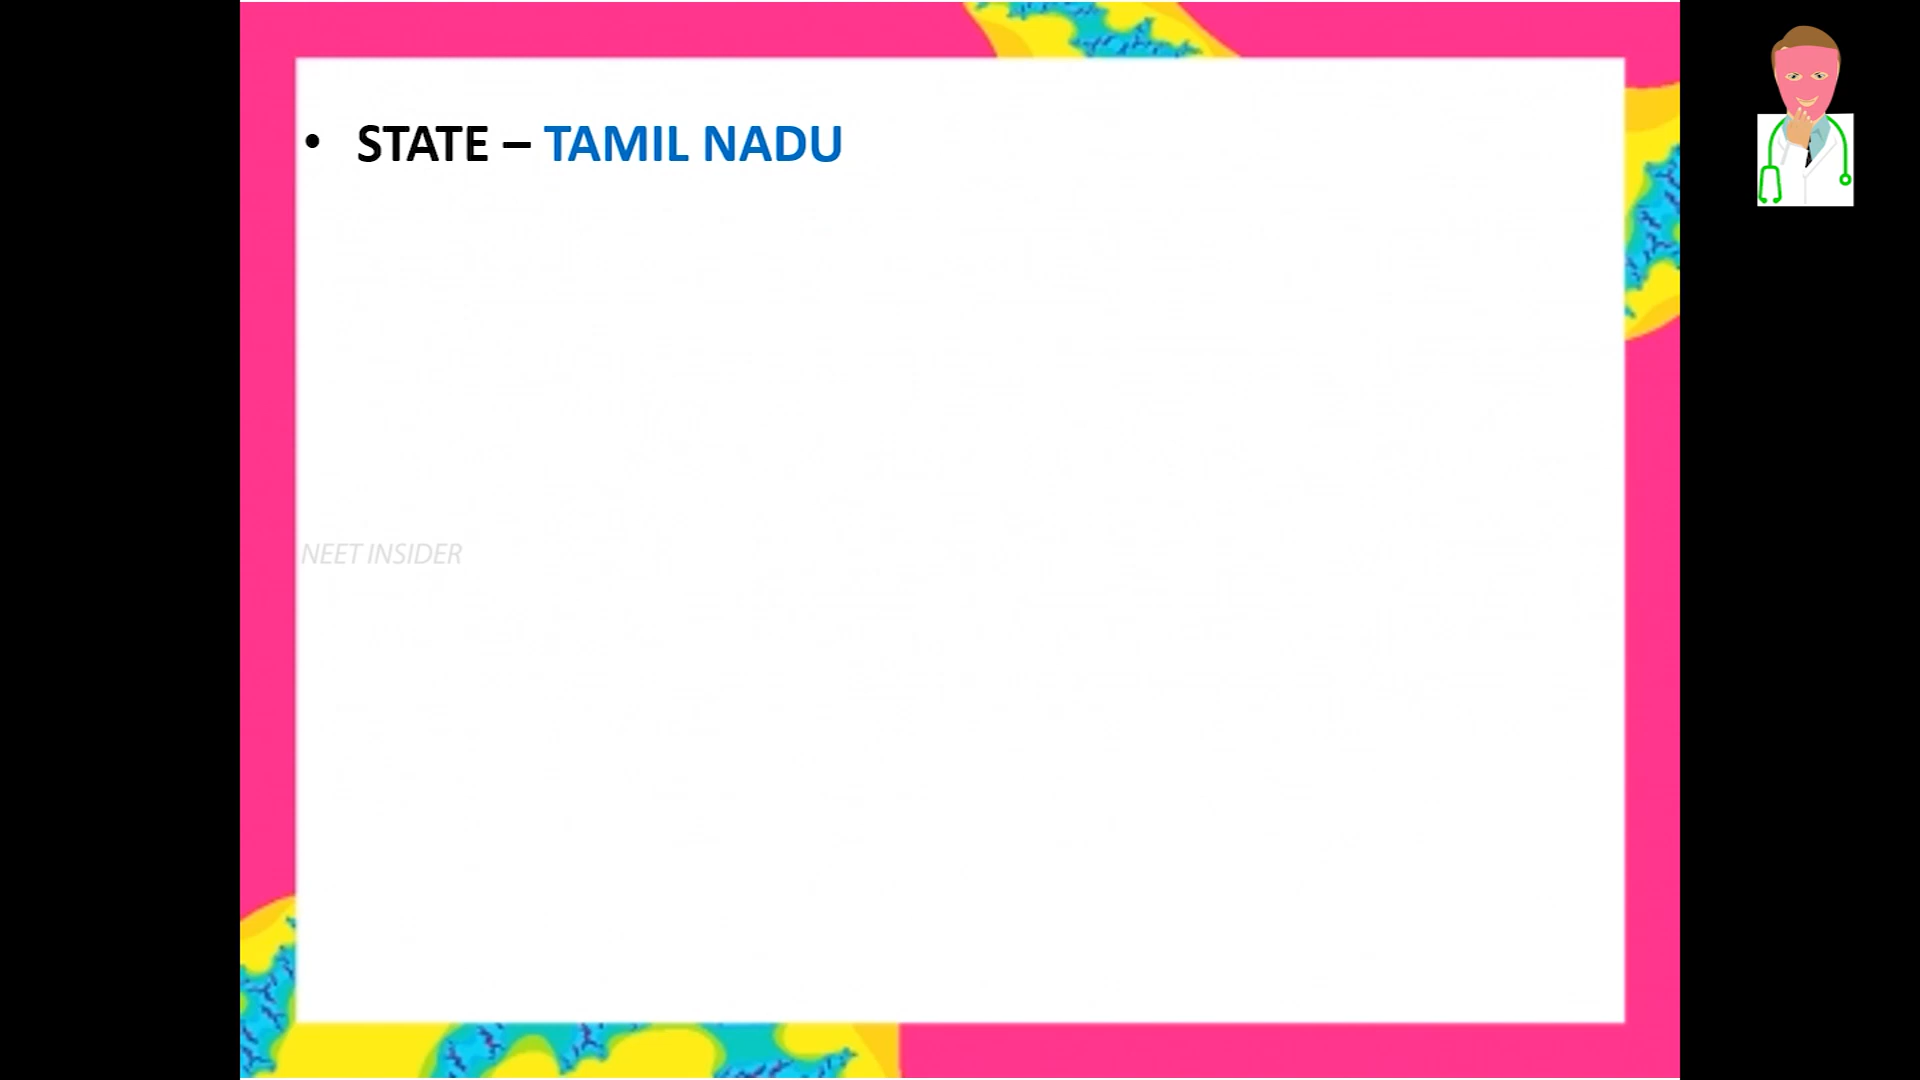 • STATE – TAMIL NADU
NEET INSIDER